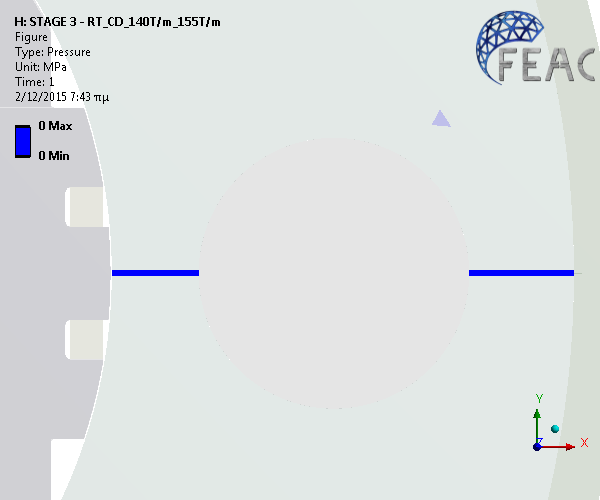 H: STAGE 3 - RT_CD_140T/m_155T/m
Figure
Type: Pressure
Unit: MPa
Time: 1
2/12/2015 7:43 πμ
FEAC
0 Max
0 Min
Y
Z
X